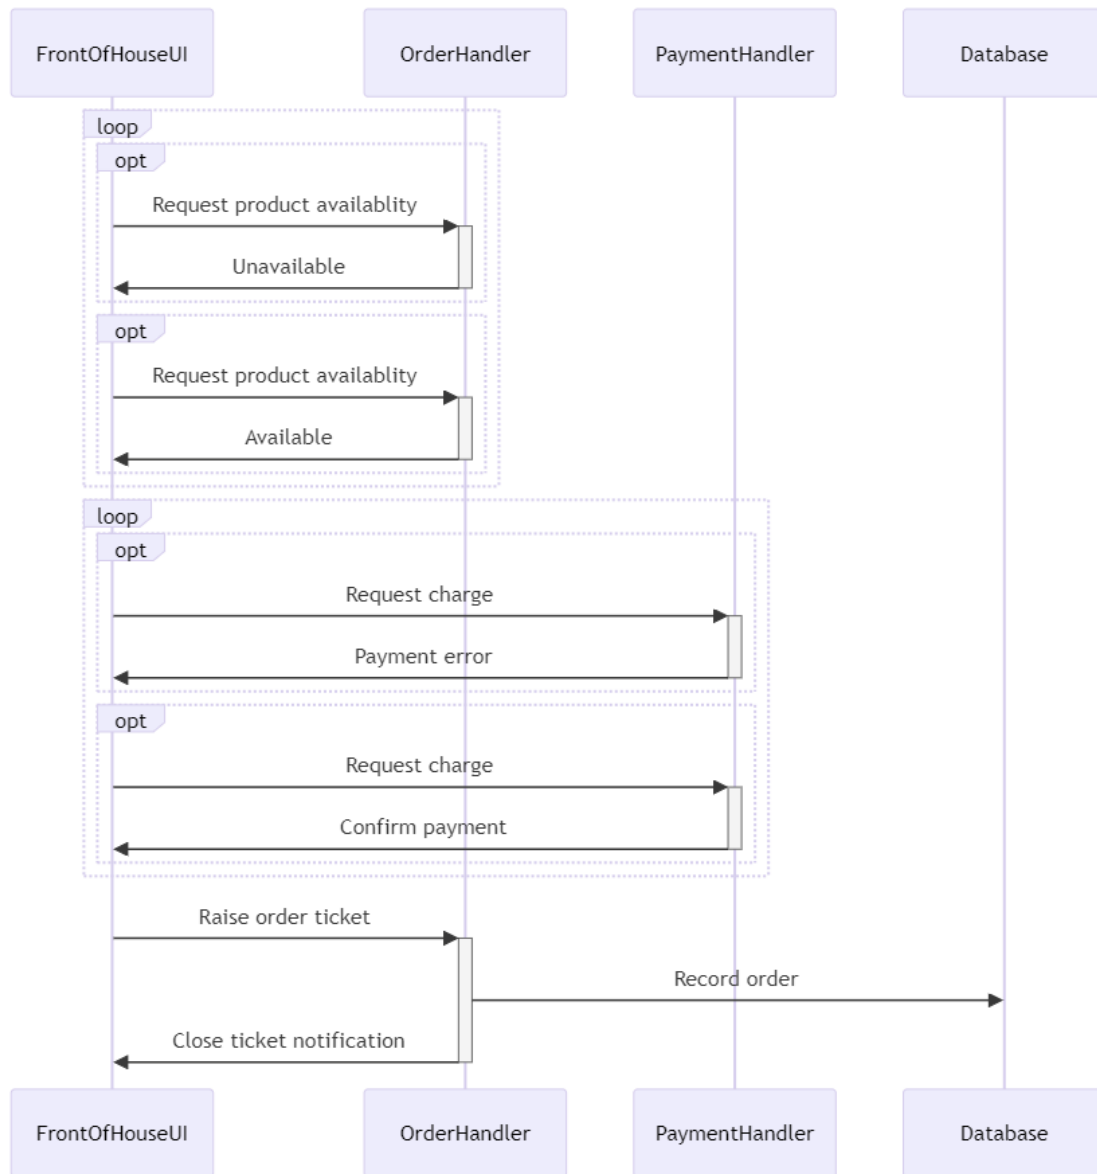 FrontOfHouseUI
OrderHandler
PaymentHandler
Database
loop
opt
Request product availablity
Unavailable
opt
Request product availablity
Available
loop
opt
Request charge
Payment error
opt
Request charge
Confirm payment
Raise order ticket
Record order
Close ticket notification
FrontOfHouseUI
OrderHandler
PaymentHandler
Database